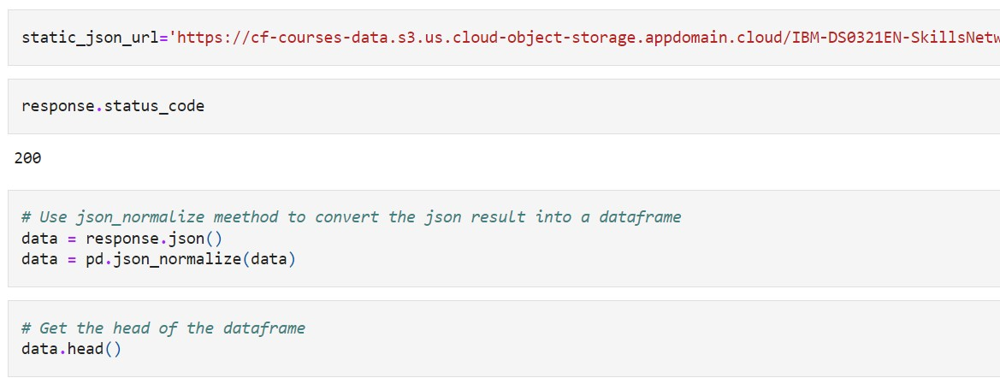 static_json_url='https://cf-courses-data.s3.us.cloud-object-storage.appdomain.cloud/IBM-DS0321EN-SkillsNetw
response.status_code
200
# Use json_normalize meethod to convert the json result into a dataframe
data = response.json()
data = pd.json_normalize(data)
# Get the head of the dataframe
data.head()